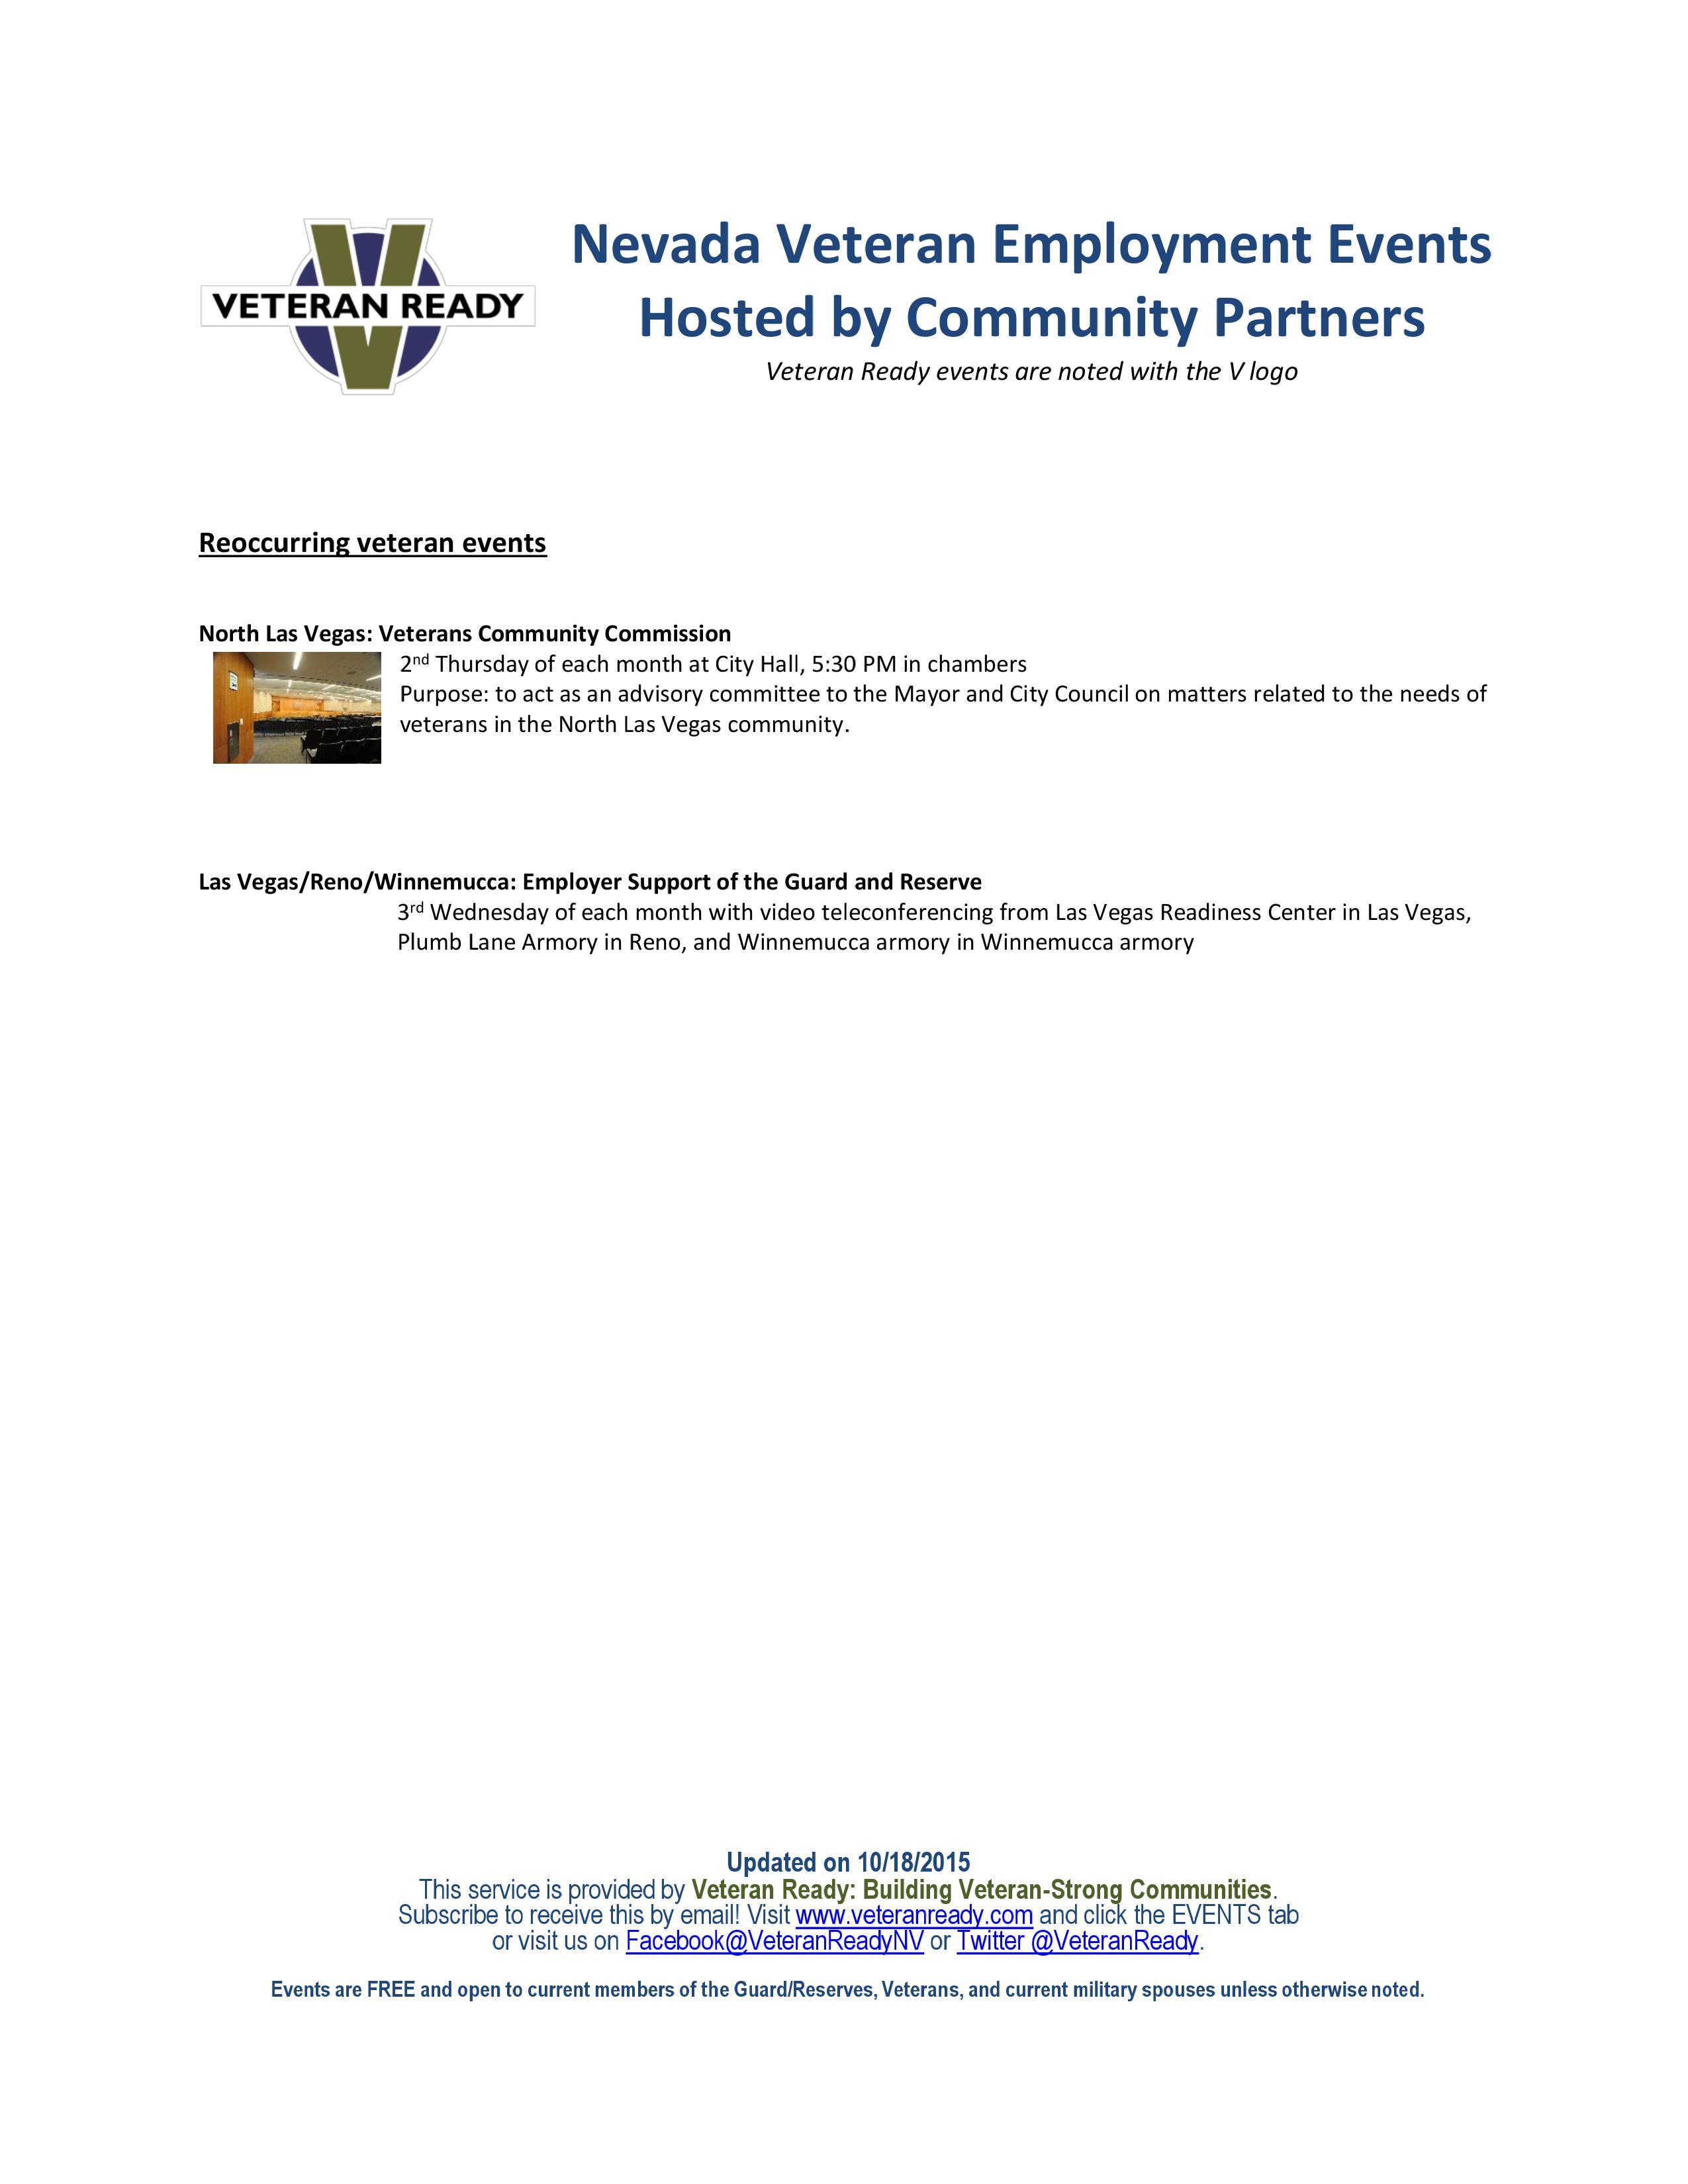 VETERAN READY
Nevada Veteran Employment Events
Hosted by Community Partners
Veteran Ready events are noted with the V logo
Reoccurring veteran events
North Las Vegas: Veterans Community Commission
2nd Thursday of each month at City Hall, 5:30 PM in chambers
Purpose: to act as an advisory committee to the Mayor and City Council on matters related to the needs of
veterans in the North Las Vegas community.
Las Vegas/Reno/Winnemucca: Employer Support of the Guard and Reserve
3rd Wednesday of each month with video teleconferencing from Las Vegas Readiness Center in Las Vegas,
Plumb Lane Armory in Reno, and Winnemucca armory in Winnemucca armory
Updated on 10/18/2015
This service is provided by Veteran Ready: Building Veteran-Strong Communities.
Subscribe to receive this by email! Visit www.veteranready.com and click the EVENTS tab
or visit us on Facebook@VeteranReadyNV or Twitter @VeteranReady.
Events are FREE and open to current members of the Guard/Reserves, Veterans, and current military spouses unless otherwise noted.